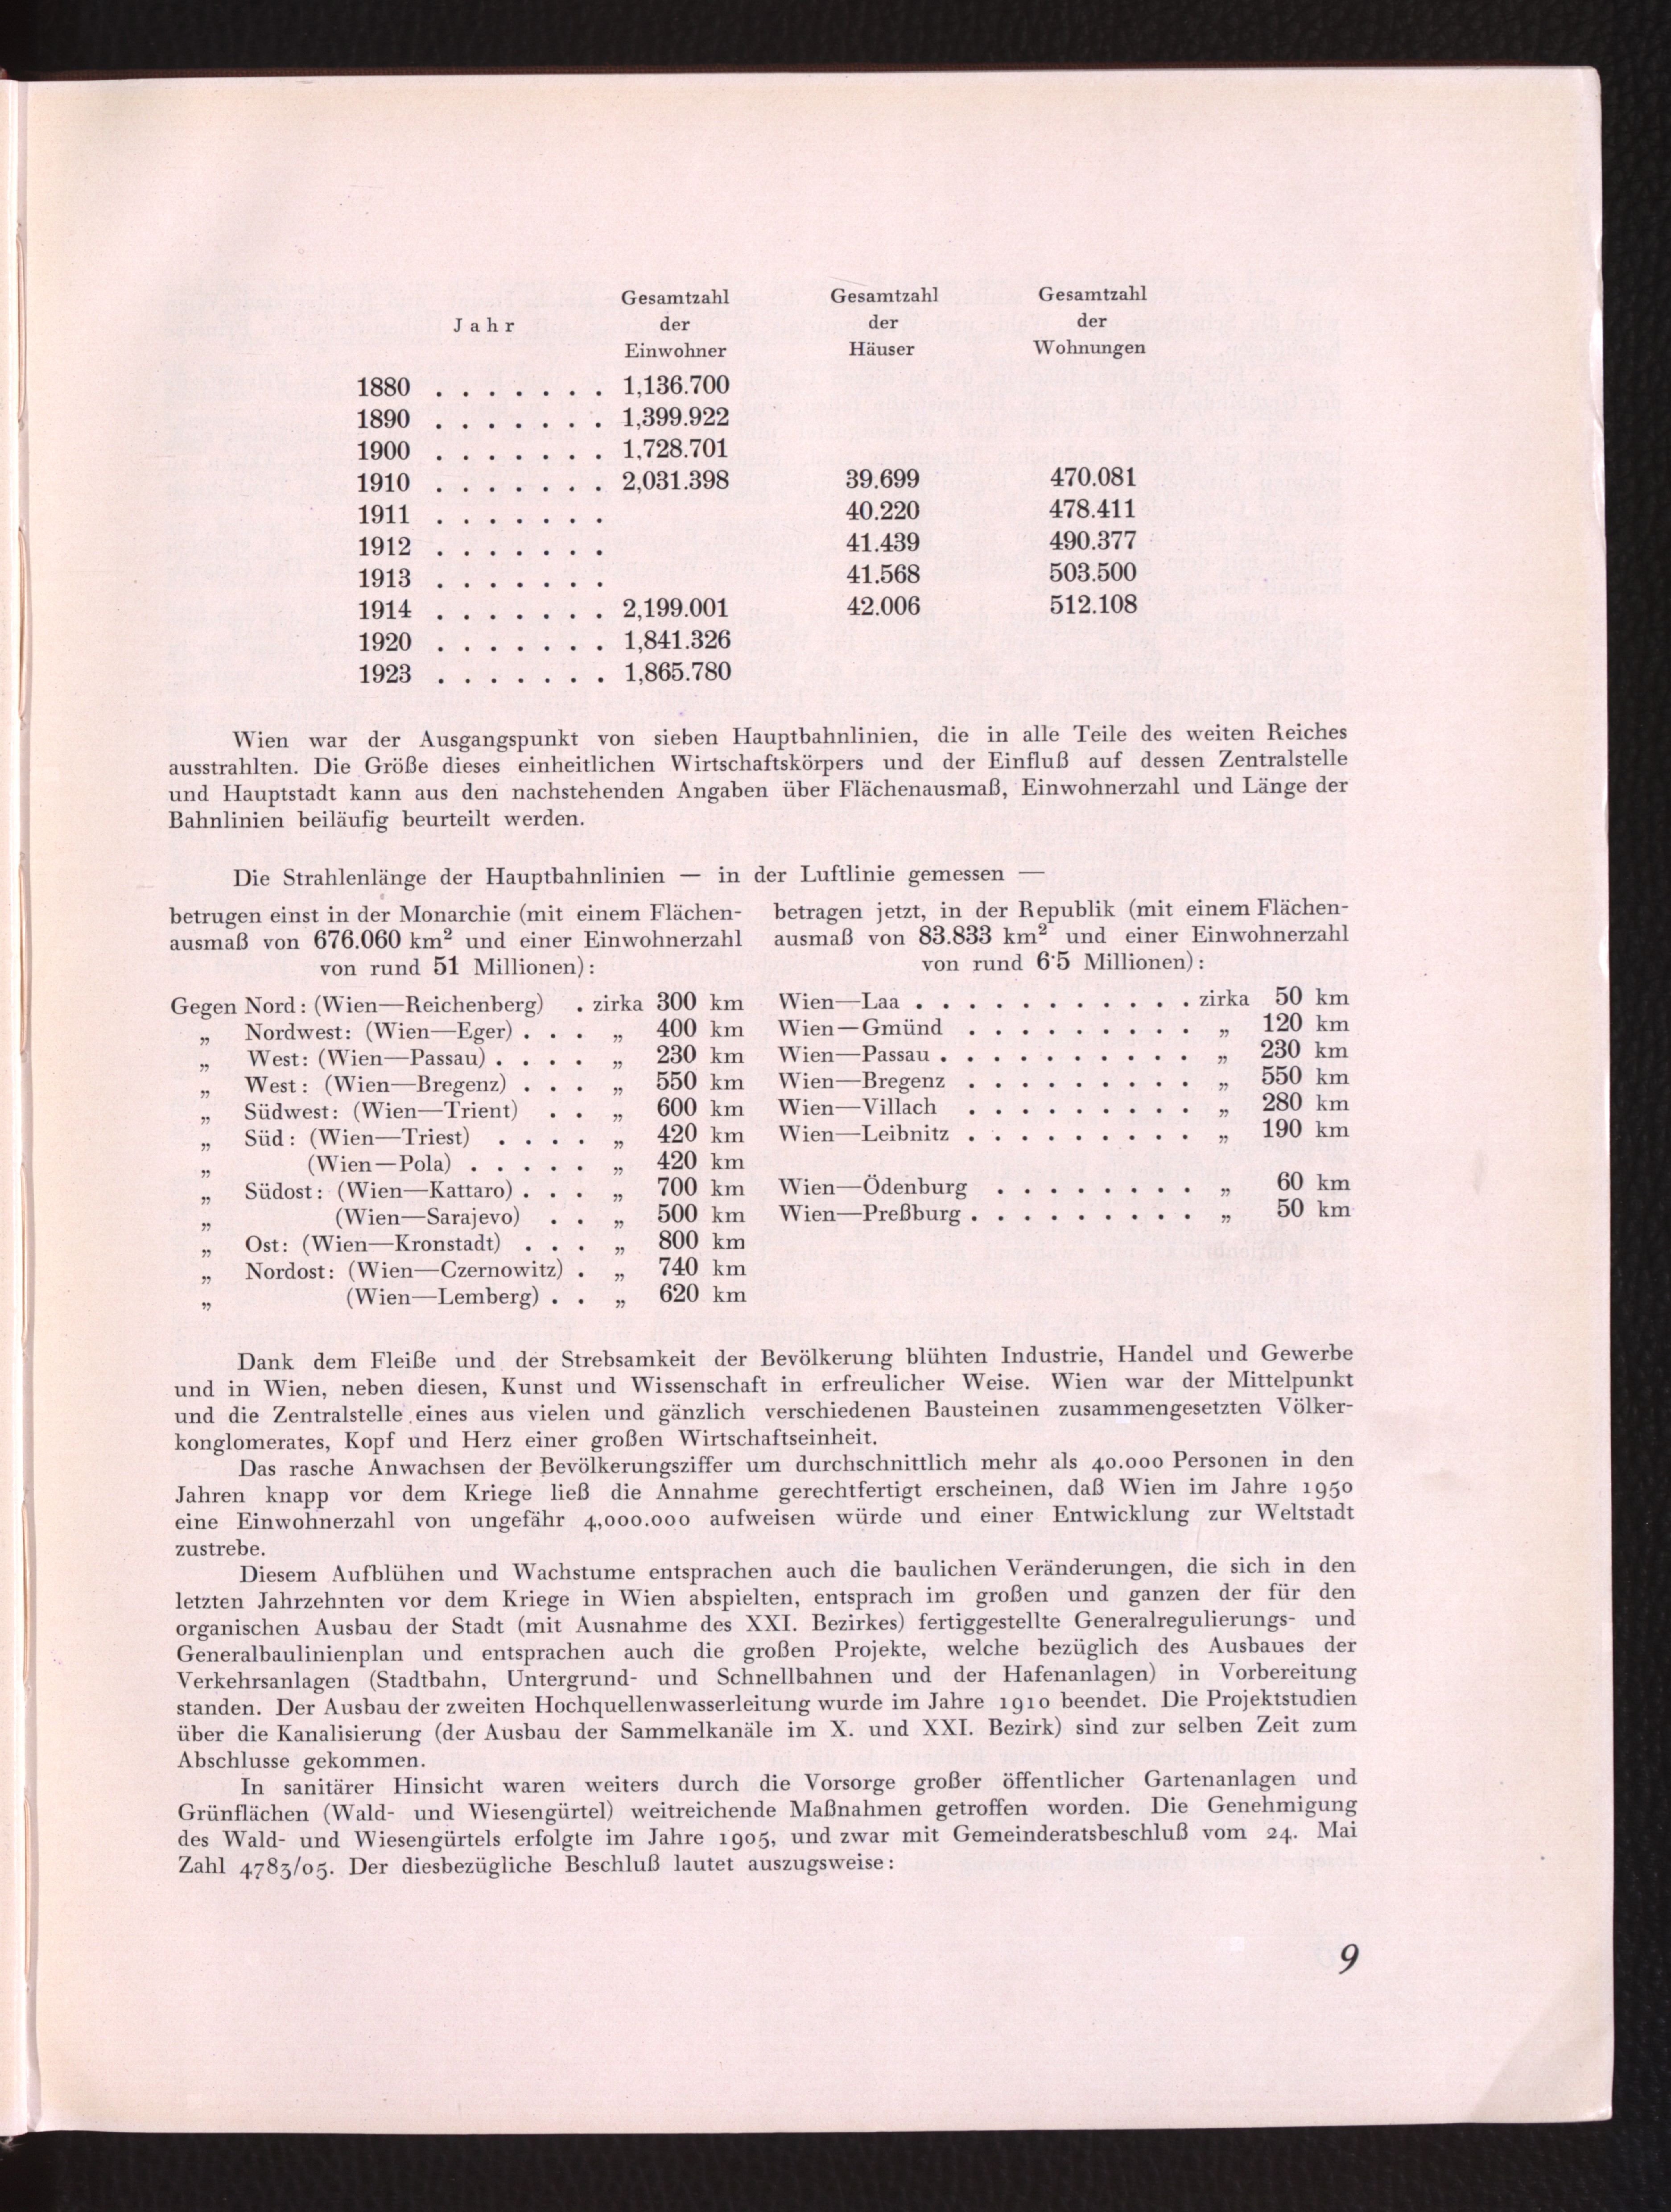 Jahr Gesamtzahl der Einwohner Gesamtzahl der Häuser Gesamtzahl der Wohnungen
1880 . . . . . . . 1,136.700
1890 . . . . . . . 1,399.922
1900 . . . . . . . 1,728.701
1910 . . . . . . . 2,031.398 39.699 470.081
1911 . . . . . . . 40.220 478.411
1912 . . . . . . . 41.439 490.377
1913 . . . . . . . 41.568 503.500
1914 . . . . . . . 2,199.001 42.006 512.108
1920 . . . . . . . 1,841.326
1923 . . . . . . . 1,865.780
Wien war der Ausgangspunkt von sieben Hauptbahnlinien, die in alle Teile des weiten Reiches
ausstrahlten. Die Größe dieses einheitlichen Wirtschaftskörpers und der Einfluß auf dessen Zentralstelle
und Hauptstadt kann aus den nachstehenden Angaben über Flächenausmaß, Einwohnerzahl und Länge der
Bahnlinien beiläufig beurteilt werden.
Die Strahlenlänge der Hauptbahnlinien — in der Luftlinie gemessen —
betrugen einst in der Monarchie (mit einem Flächen-
ausmaß von 676.060 km² und einer Einwohnerzahl
von rund 51 Millionen):
Gegen Nord: (Wien—Reichenberg) . zirka 300 km
„ Nordwest: (Wien—Eger) . . . „ 400 km
„ West: (Wien—Passau) . . . . „ 230 km
„ West: (Wien—Bregenz) . . . „ 550 km
„ Südwest: (Wien—Trient) . . „ 600 km
„ Süd: (Wien—Triest) . . . . „ 420 km
„ (Wien—Pola) . . . . . „ 420 km
„ Südost: (Wien—Kattaro) . . . „ 700 km
„ (Wien—Sarajevo) . . „ 500 km
„ Ost: (Wien—Kronstadt) . . . „ 800 km
„ Nordost: (Wien—Czernowitz) . „ 740 km
„ (Wien—Lemberg) . . „ 620 km
betragen jetzt, in der Republik (mit einem Flächen-
ausmaß von 83.833 km² und einer Einwohnerzahl
von rund 6·5 Millionen):
Wien—Laa . . . . . . . . . . . zirka 50 km
Wien—Gmünd . . . . . . . . . „ 120 km
Wien—Passau . . . . . . . . . . „ 230 km
Wien—Bregenz . . . . . . . . . „ 550 km
Wien—Villach . . . . . . . . . „ 280 km
Wien—Leibnitz . . . . . . . . . „ 190 km
Wien—Ödenburg . . . . . . . . „ 60 km
Wien—Preßburg . . . . . . . . . „ 50 km
Dank dem Fleiße und der Strebsamkeit der Bevölkerung blühten Industrie, Handel und Gewerbe
und in Wien, neben diesen, Kunst und Wissenschaft in erfreulicher Weise. Wien war der Mittelpunkt
und die Zentralstelle eines aus vielen und gänzlich verschiedenen Bausteinen zusammengesetzten Völker-
konglomerates, Kopf und Herz einer großen Wirtschaftseinheit.
Das rasche Anwachsen der Bevölkerungsziffer um durchschnittlich mehr als 40.000 Personen in den
Jahren knapp vor dem Kriege ließ die Annahme gerechtfertigt erscheinen, daß Wien im Jahre 1950
eine Einwohnerzahl von ungefähr 4,000.000 aufweisen würde und einer Entwicklung zur Weltstadt
zustrebe.
Diesem Aufblühen und Wachstume entsprachen auch die baulichen Veränderungen, die sich in den
letzten Jahrzehnten vor dem Kriege in Wien abspielten, entsprach im großen und ganzen der für den
organischen Ausbau der Stadt (mit Ausnahme des XXI. Bezirkes) fertiggestellte Generalregulierungs- und
Generalbaulinienplan und entsprachen auch die großen Projekte, welche bezüglich des Ausbaues der
Verkehrsanlagen (Stadtbahn, Untergrund- und Schnellbahnen und der Hafenanlagen) in Vorbereitung
standen. Der Ausbau der zweiten Hochquellenwasserleitung wurde im Jahre 1910 beendet. Die Projektstudien
über die Kanalisierung (der Ausbau der Sammelkanäle im X. und XXI. Bezirk) sind zur selben Zeit zum
Abschlusse gekommen.
In sanitärer Hinsicht waren weiters durch die Vorsorge großer öffentlicher Gartenanlagen und
Grünflächen (Wald- und Wiesengürtel) weitreichende Maßnahmen getroffen worden. Die Genehmigung
des Wald- und Wiesengürtels erfolgte im Jahre 1905, und zwar mit Gemeinderatsbeschluß vom 24. Mai
Zahl 4783/05. Der diesbezügliche Beschluß lautet auszugsweise:
9